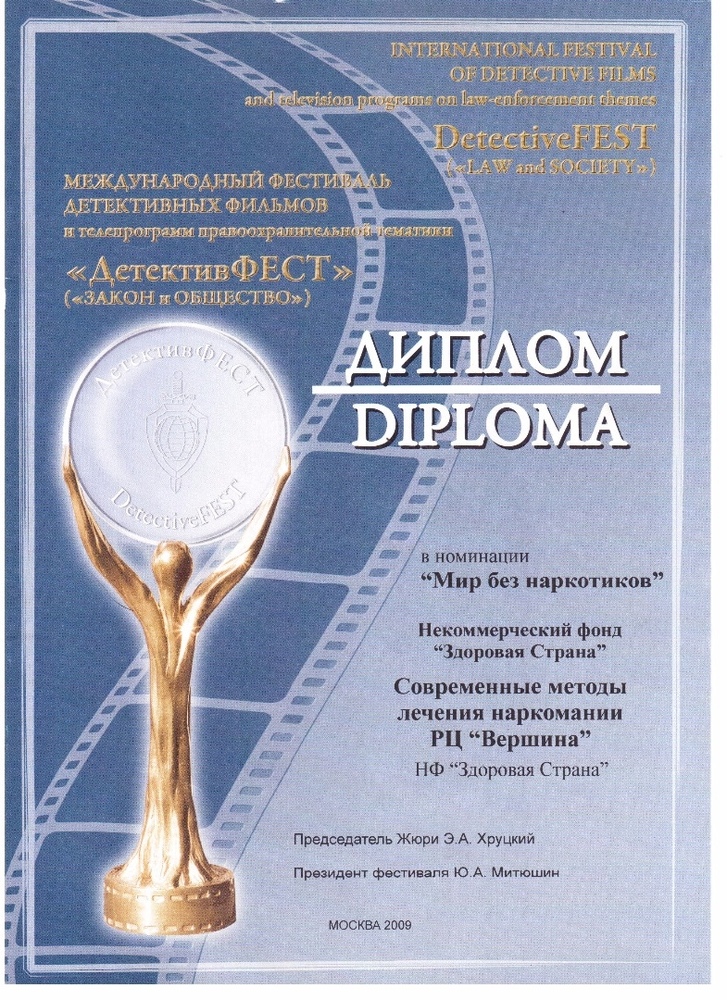 INTERNATIONAL FESTIVAL
OF DETECTIVE FILMS
and television programs on law-enforcement themes
DetectiveFEST
(«LAW and SOCIETY»)
МЕЖДУНАРОДНЫЙ ФЕСТИВАЛЬ
ДЕТЕКТИВНЫХ ФИЛЬМОВ
и телепрограмм правоохранительной тематики
«ДетективФЕСТ»
(«ЗАКОН и ОБЩЕСТВО»)
ДетективФЕСТ
DetectiveFEST
ДИПЛОМ
DIPLOMA
в номинации
“Мир без наркотиков”
Некоммерческий фонд
“Здоровая Страна”
Современные методы
лечения наркомании
РЦ “Вершина”
НФ “Здоровая Страна”
Председатель Жюри Э.А. Хруцкий
Президент фестиваля Ю.А. Митюшин
МОСКВА 2009